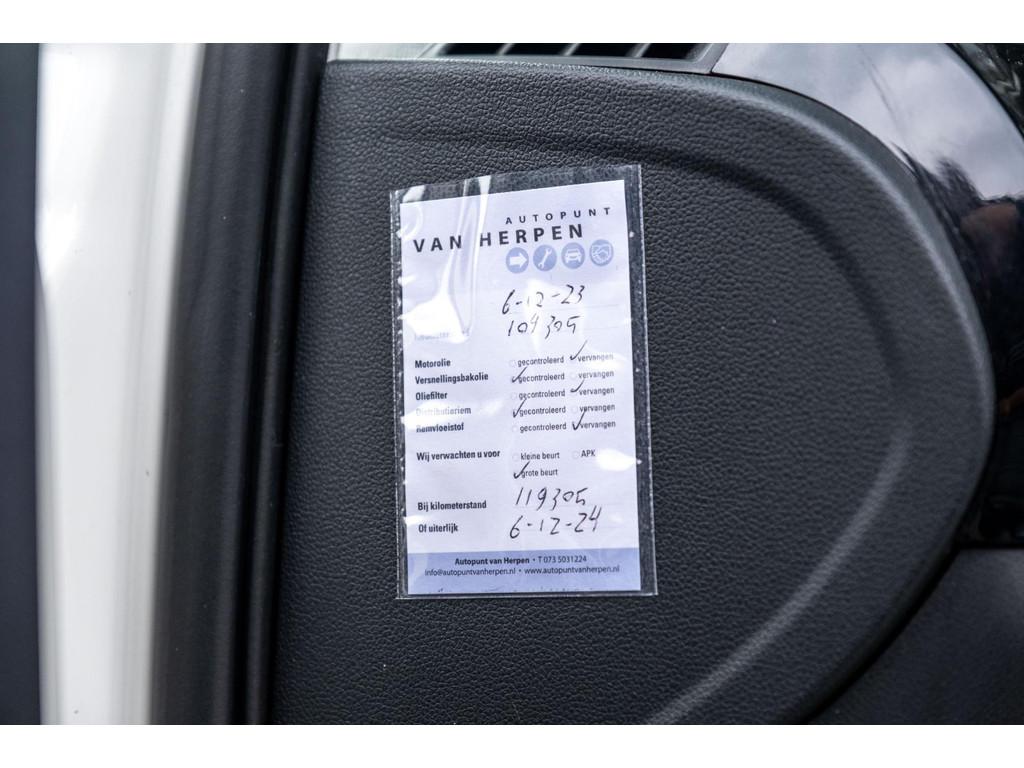 AUTOPUNT
VAN HERPEN
6-12-23
104305
Motorolie gecontroleerd ✓ vervangen
Versnellingsbakolie ✓ gecontroleerd vervangen
Oliefilter gecontroleerd ✓ vervangen
Distributieriem ✓ gecontroleerd vervangen
Remvloeistof gecontroleerd ✓ vervangen
Wij verwachten u voor kleine beurt APK
✓ grote beurt
Bij kilometerstand 119305
Of uiterlijk 6-12-24
Autopunt van Herpen • T 073 5031224
info@autopuntvanherpen.nl • www.autopuntvanherpen.nl